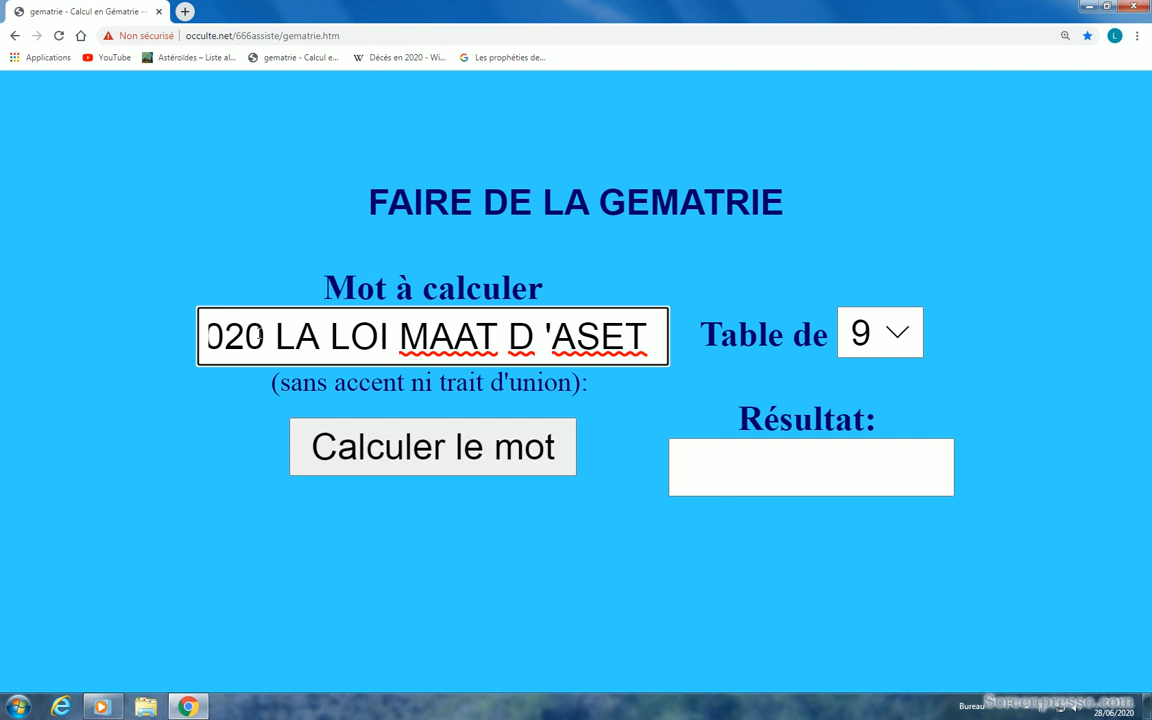 gematrie - Calcul en Gématrie -
Non sécurisé occulte.net/666assiste/gematrie.htm
L
Applications YouTube Astéroïdes – Liste al... gematrie - Calcul e... W Décès en 2020 - Wi... Les prophéties de...
FAIRE DE LA GEMATRIE
Mot à calculer
020 LA LOI MAAT D 'ASET
Table de 9
(sans accent ni trait d'union):
Calculer le mot
Résultat:
Bureau
Screenpresso.com
28/06/2020